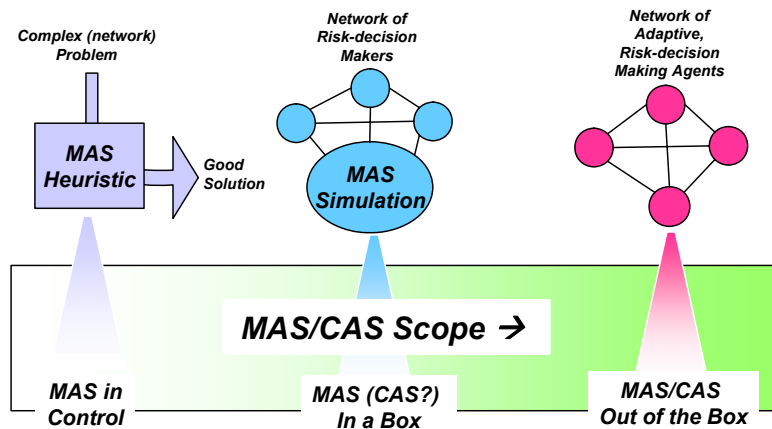 Complex (network)
Problem
MAS
Heuristic
Good
Solution
Network of
Risk-decision
Makers
MAS
Simulation
Network of
Adaptive,
Risk-decision
Making Agents
MAS/CAS Scope →
MAS in
Control
MAS (CAS?)
In a Box
MAS/CAS
Out of the Box